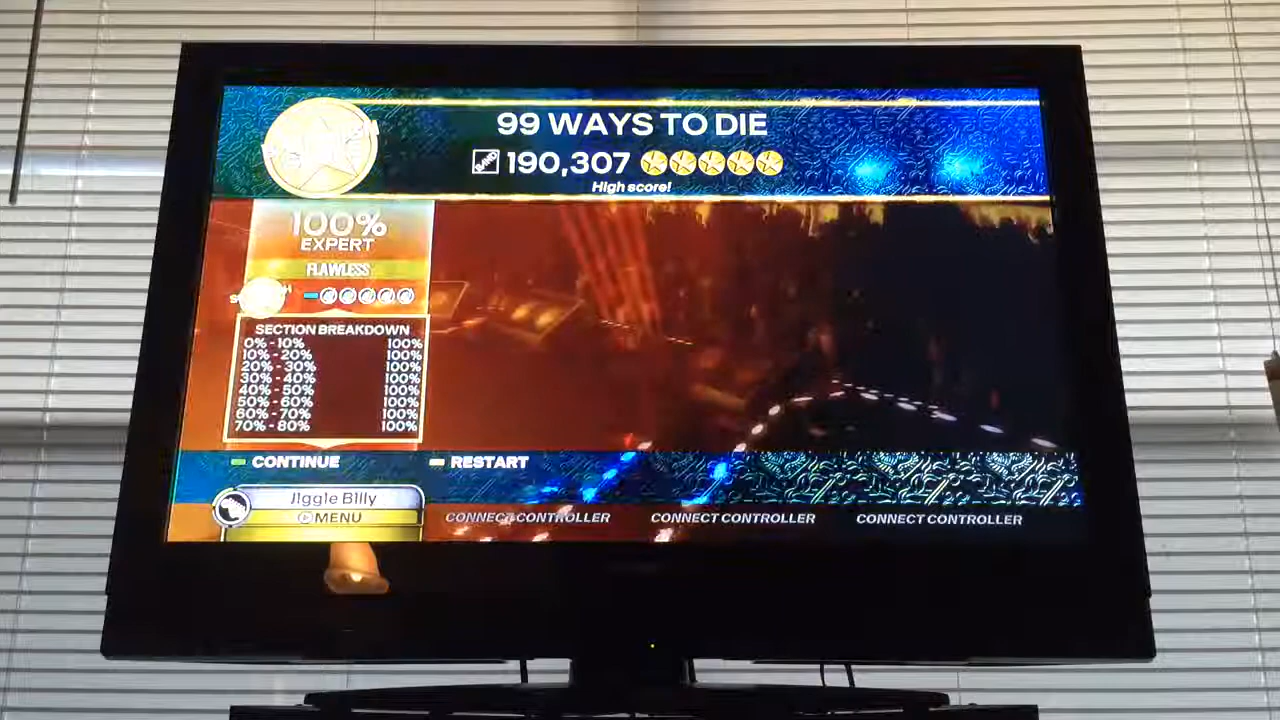 99 WAYS TO DIE
BAND 190,307
High score!
100%
EXPERT
FLAWLESS
SECTION BREAKDOWN
0% - 10% 100%
10% - 20% 100%
20% - 30% 100%
30% - 40% 100%
40% - 50% 100%
50% - 60% 100%
60% - 70% 100%
70% - 80% 100%
CONTINUE RESTART
Jiggle Billy
MENU CONNECT CONTROLLER CONNECT CONTROLLER CONNECT CONTROLLER